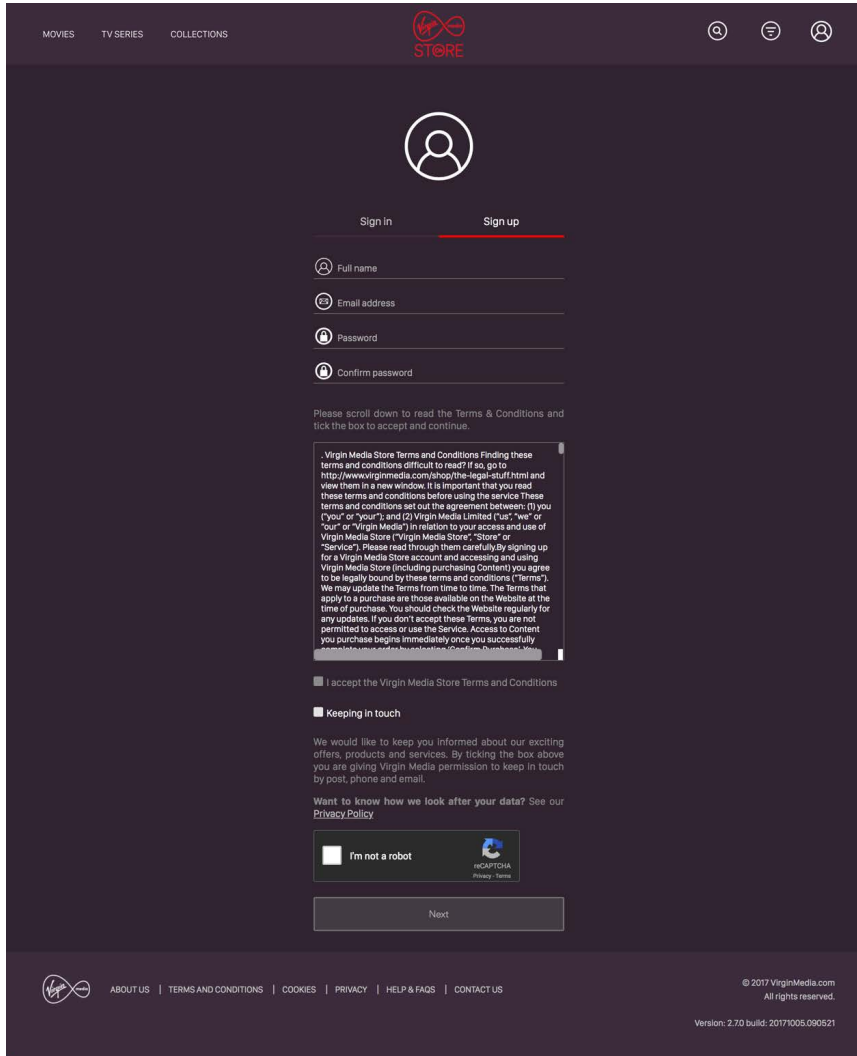 MOVIES TV SERIES COLLECTIONS
Virgin media
STORE
Sign in Sign up
Full name
Email address
Password
Confirm password
Please scroll down to read the Terms & Conditions and
tick the box to accept and continue.
. Virgin Media Store Terms and Conditions Finding these
terms and conditions difficult to read? If so, go to
http://www.virginmedia.com/shop/the-legal-stuff.html and
view them in a new window. It is important that you read
these terms and conditions before using the service These
terms and conditions set out the agreement between: (1) you
("you" or "your"); and (2) Virgin Media Limited ("us", "we" or
"our" or "Virgin Media") in relation to your access and use of
Virgin Media Store ("Virgin Media Store", "Store" or
"Service"). Please read through them carefully.By signing up
for a Virgin Media Store account and accessing and using
Virgin Media Store (including purchasing Content) you agree
to be legally bound by these terms and conditions ("Terms").
We may update the Terms from time to time. The Terms that
apply to a purchase are those available on the Website at the
time of purchase. You should check the Website regularly for
any updates. If you don't accept these Terms, you are not
permitted to access or use the Service. Access to Content
you purchase begins immediately once you successfully
complete your order by selecting 'Confirm Purchase'. You
I accept the Virgin Media Store Terms and Conditions
Keeping in touch
We would like to keep you informed about our exciting
offers, products and services. By ticking the box above
you are giving Virgin Media permission to keep in touch
by post, phone and email.
Want to know how we look after your data? See our
Privacy Policy
I'm not a robot
reCAPTCHA
Privacy - Terms
Next
Virgin media
ABOUT US | TERMS AND CONDITIONS | COOKIES | PRIVACY | HELP & FAQS | CONTACT US
© 2017 VirginMedia.com
All rights reserved.
Version: 2.7.0 build: 20171005.090521